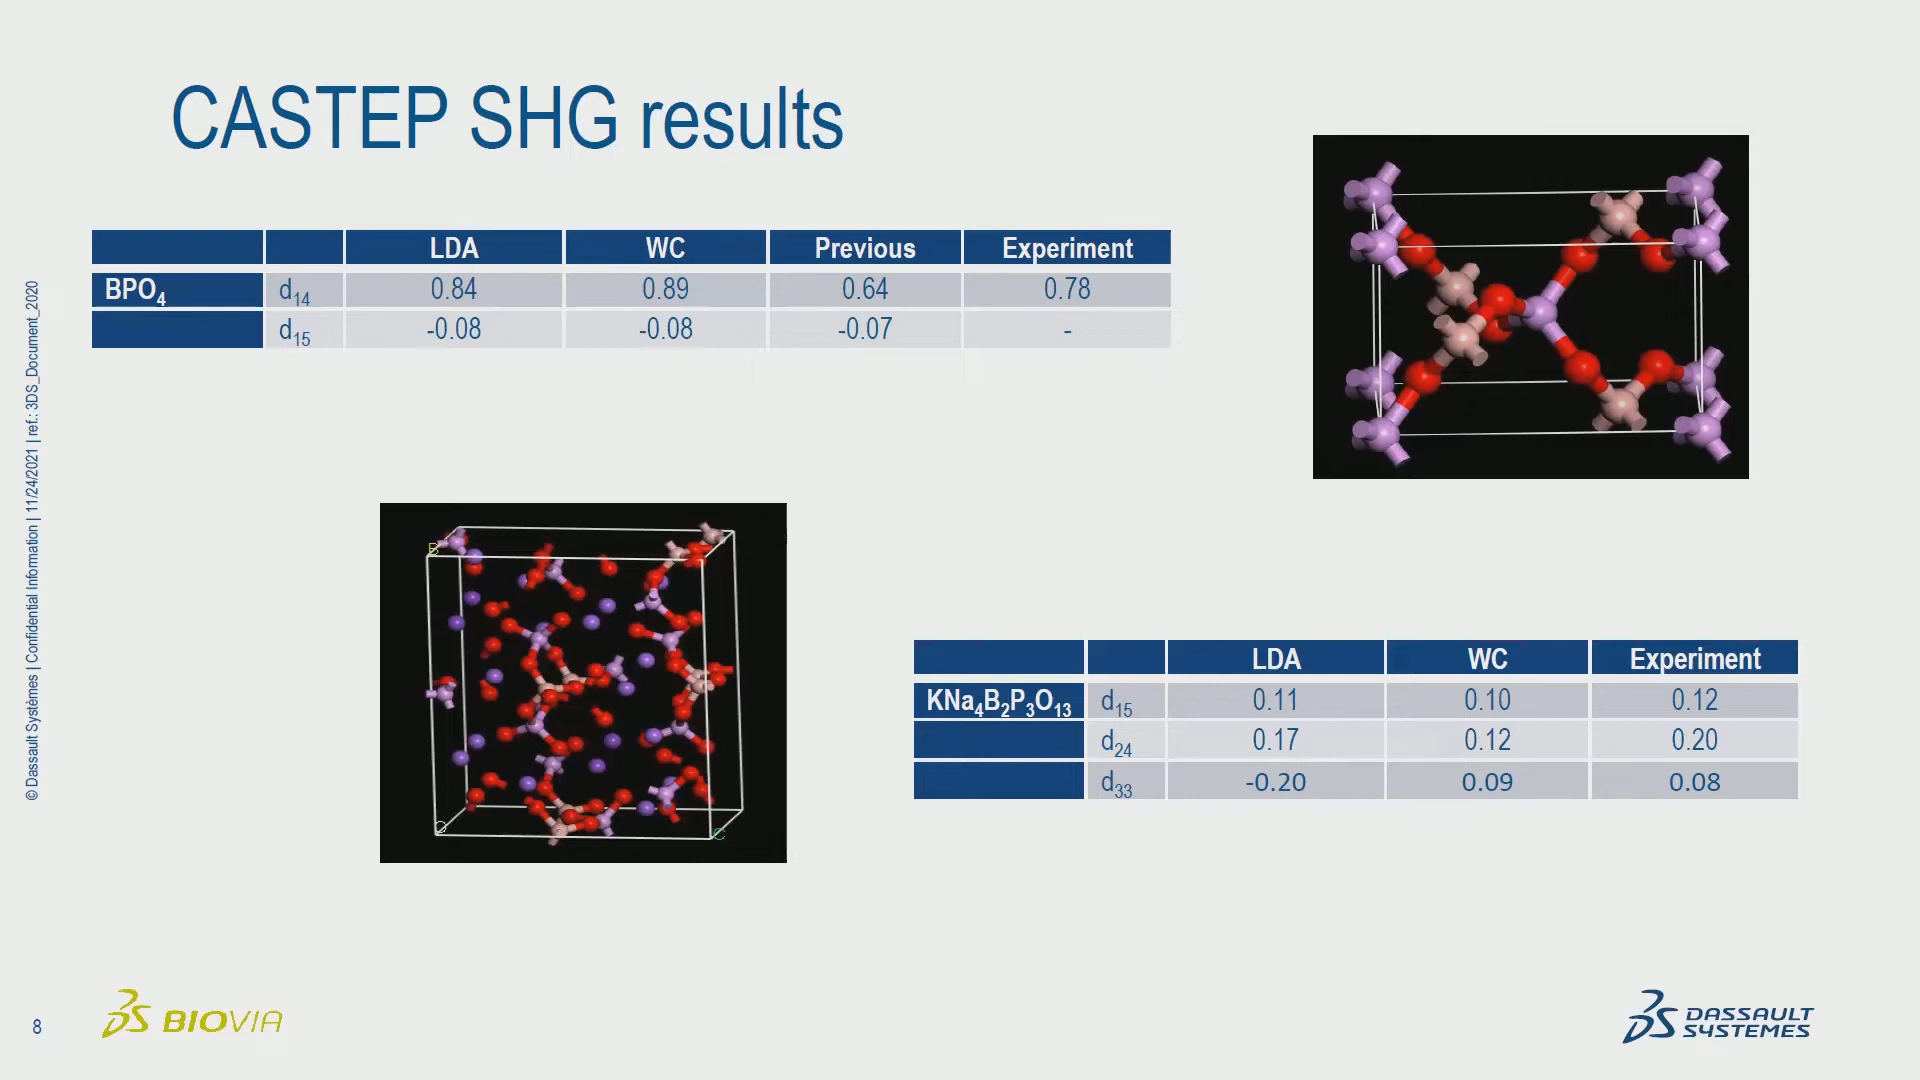 CASTEP SHG results
LDA WC Previous Experiment
BPO4 d14 0.84 0.89 0.64 0.78
d15 -0.08 -0.08 -0.07 -
B
O
C
LDA WC Experiment
KNa4B2P3O13 d15 0.11 0.10 0.12
d24 0.17 0.12 0.20
d33 -0.20 0.09 0.08
© Dassault Systèmes | Confidential Information | 11/24/2021 | ref.: 3DS_Document_2020
8
3DS BIOVIA
3DS DASSAULT
SYSTEMES